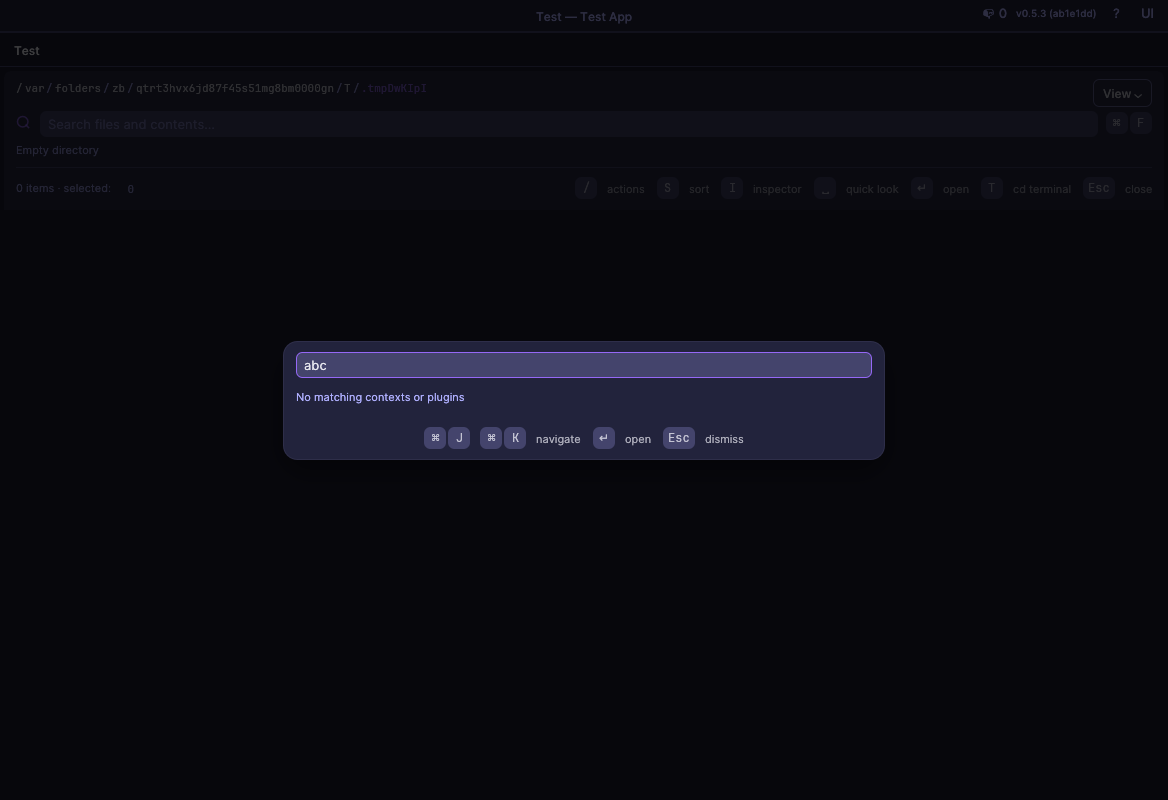 Test — Test App
0 v0.5.3 (ab1e1dd) ? UI
Test
/var/folders/zb/qtrt3hvx6jd87f45s51mg8bm0000gn/T/.tmpDwKIpI
View
Search files and contents...
⌘ F
Empty directory
0 items · selected: 0
/ actions S sort I inspector ␣ quick look ↵ open T cd terminal Esc close
abc
No matching contexts or plugins
⌘ J ⌘ K navigate ↵ open Esc dismiss